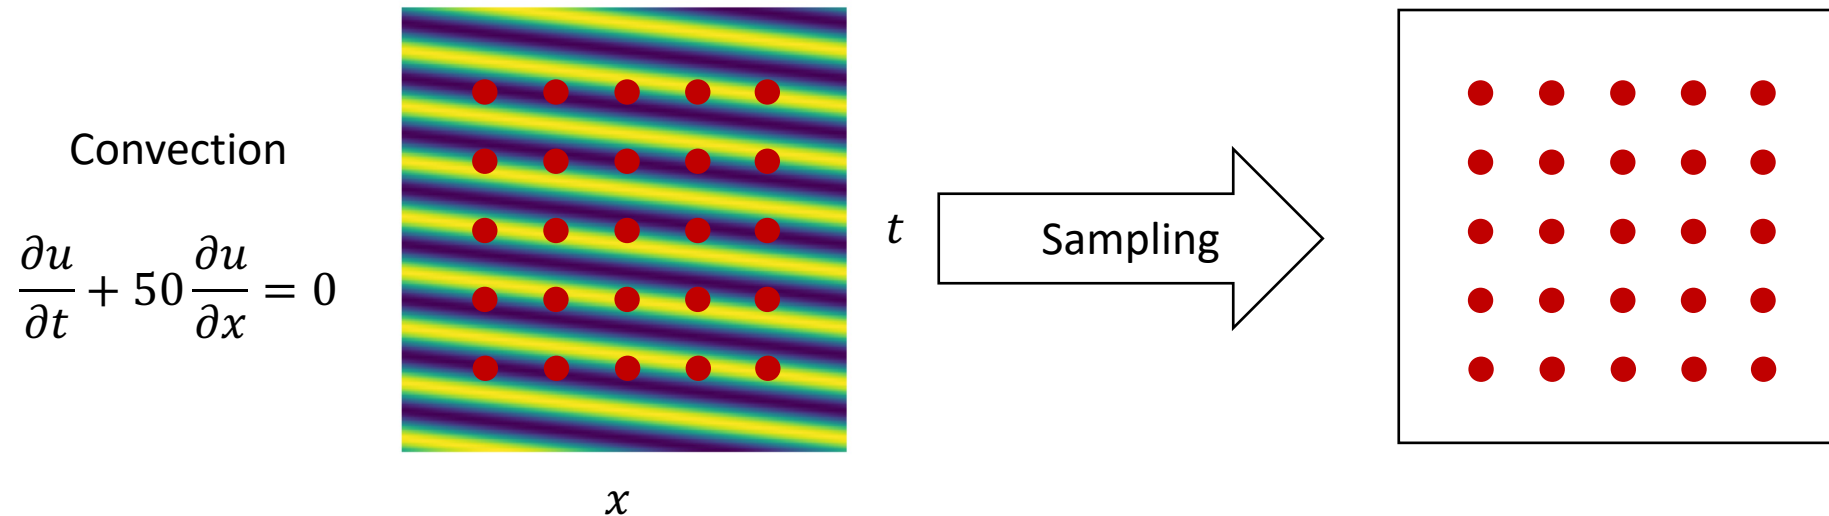 Convection
∂u/∂t + 50 ∂u/∂x = 0
x
t
Sampling